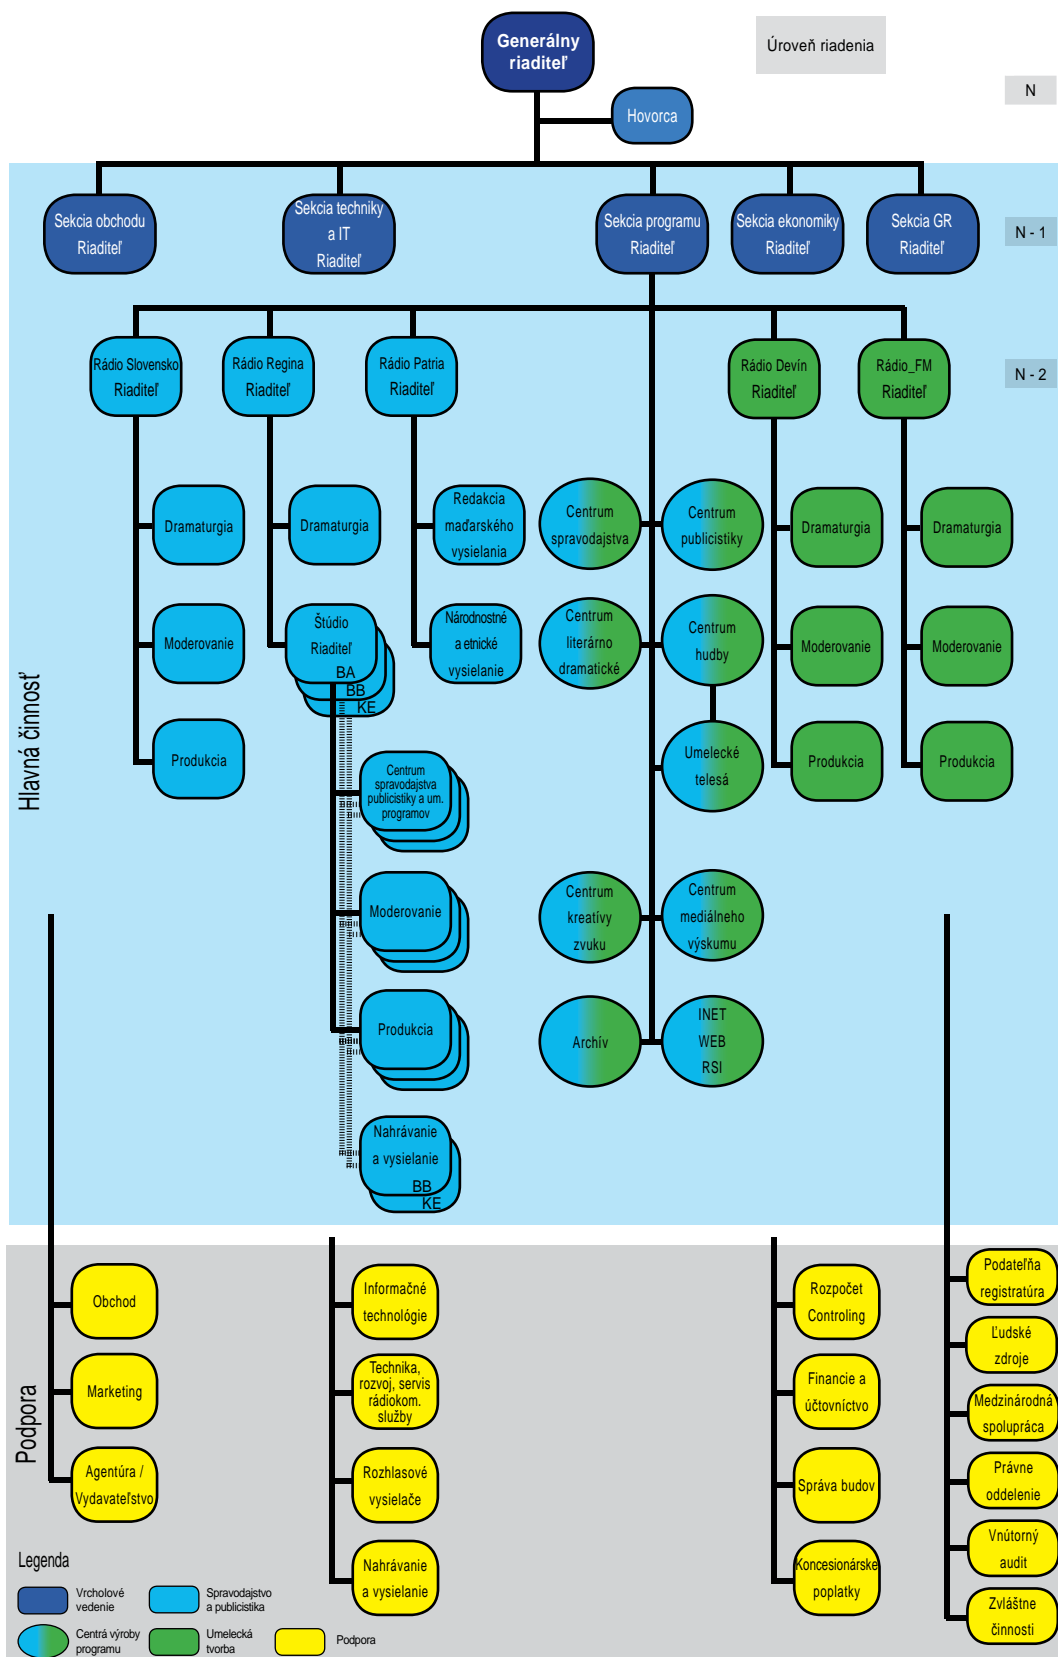 Generálny
riaditeľ
Úroveň riadenia
N
Hovorca
Sekcia obchodu
Riaditeľ
Sekcia techniky
a IT
Riaditeľ
Sekcia programu
Riaditeľ
Sekcia ekonomiky
Riaditeľ
Sekcia GR
Riaditeľ
N - 1
Rádio Slovensko
Riaditeľ
Rádio Regina
Riaditeľ
Rádio Patria
Riaditeľ
Rádio Devín
Riaditeľ
Rádio_FM
Riaditeľ
N - 2
Dramaturgia
Dramaturgia
Redakcia
maďarského
vysielania
Centrum
spravodajstva
Centrum
publicistiky
Dramaturgia
Dramaturgia
Moderovanie
Štúdio
Riaditeľ
BA
BB
KE
Národnostné
a etnické
vysielanie
Centrum
literárno
dramatické
Centrum
hudby
Moderovanie
Moderovanie
Hlavná činnosť
Produkcia
Centrum
spravodajstva
publicistiky a um.
programov
Umelecké
telesá
Produkcia
Produkcia
Moderovanie
Centrum
kreatívy
zvuku
Centrum
mediálneho
výskumu
Produkcia
Archív
INET
WEB
RSI
Nahrávanie
a vysielanie
BB
KE
Podpora
Obchod
Marketing
Agentúra /
Vydavateľstvo
Informačné
technológie
Technika,
rozvoj, servis
rádiokom.
služby
Rozhlasové
vysielače
Nahrávanie
a vysielanie
Rozpočet
Controling
Financie a
účtovníctvo
Správa budov
Koncesionárske
poplatky
Podateľňa
registratúra
Ľudské
zdroje
Medzinárodná
spolupráca
Právne
oddelenie
Vnútorný
audit
Zvláštne
činnosti
Legenda
Vrcholové
vedenie
Spravodajstvo
a publicistika
Centrá výroby
programu
Umelecká
tvorba
Podpora